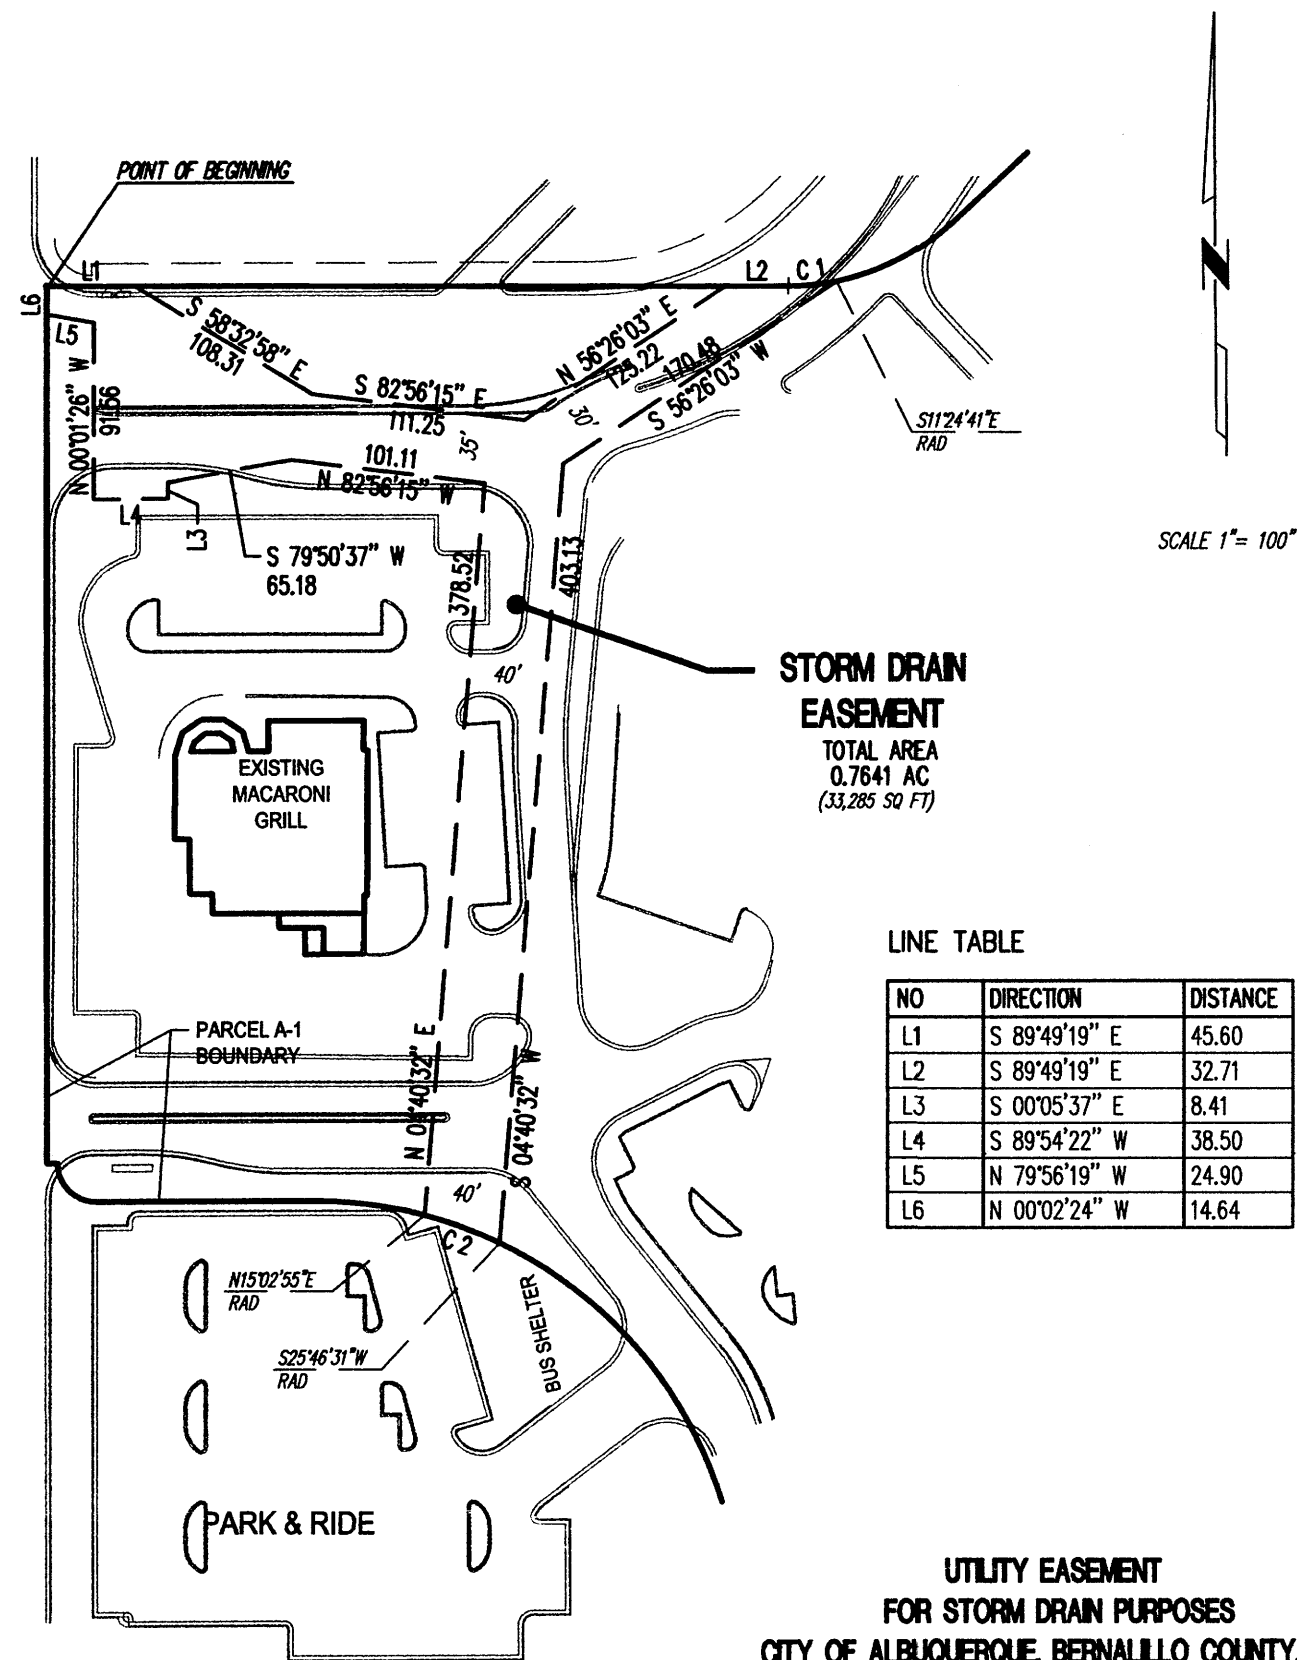 POINT OF BEGINNING
L1
L2
C 1
L6
L5
S 58°32'58" E
108.31
N 56°26'03" E
125.22
170.48
S 56°26'03" W
S 82°56'15" E
111.25
30'
35'
N 00°01'26" W
91.56
S11°24'41"E
RAD
101.11
N 82°56'15" W
L4
L3
S 79°50'37" W
65.18
SCALE 1"= 100"
378.52
403.13
40'
STORM DRAIN
EASEMENT
TOTAL AREA
0.7641 AC
(33,285 SQ FT)
EXISTING
MACARONI
GRILL
LINE TABLE
NO DIRECTION DISTANCE
L1 S 89°49'19" E 45.60
L2 S 89°49'19" E 32.71
L3 S 00°05'37" E 8.41
L4 S 89°54'22" W 38.50
L5 N 79°56'19" W 24.90
L6 N 00°02'24" W 14.64
PARCEL A-1
BOUNDARY
N 04°40'32" E
S 04°40'32" W
40'
C 2
N15°02'55"E
RAD
S25°46'31"W
RAD
BUS SHELTER
PARK & RIDE
UTILITY EASEMENT
FOR STORM DRAIN PURPOSES
CITY OF ALBUQUERQUE, BERNALILLO COUNTY,
N